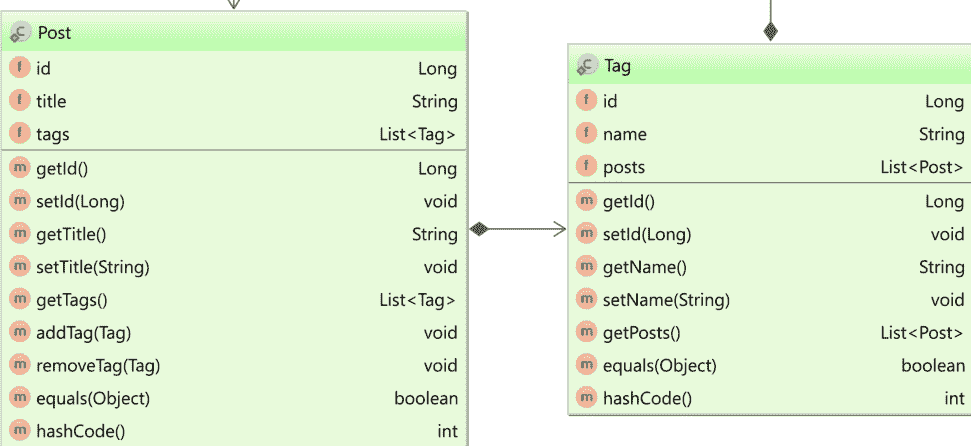 Post
id Long
title String
tags List<Tag>
getId() Long
setId(Long) void
getTitle() String
setTitle(String) void
getTags() List<Tag>
addTag(Tag) void
removeTag(Tag) void
equals(Object) boolean
hashCode() int
Tag
id Long
name String
posts List<Post>
getId() Long
setId(Long) void
getName() String
setName(String) void
getPosts() List<Post>
equals(Object) boolean
hashCode() int